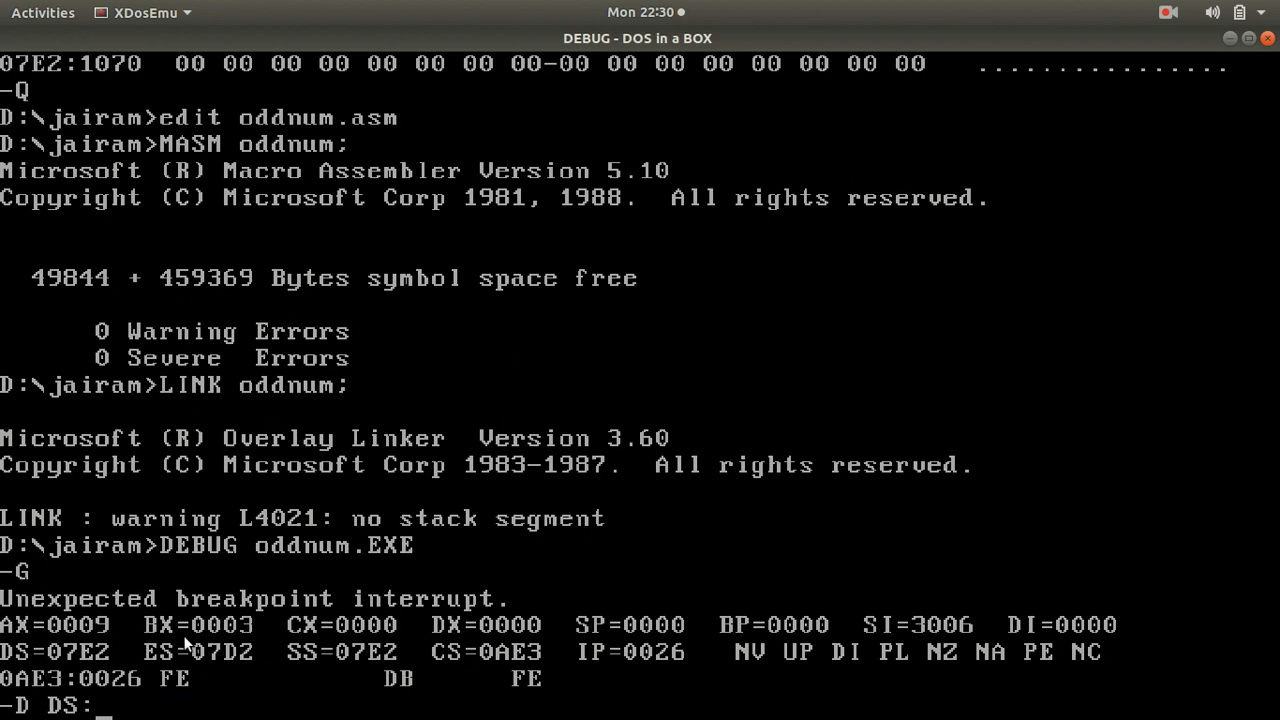 Activities XDosEmu Mon 22:30
DEBUG - DOS in a BOX
07E2:1070 00 00 00 00 00 00 00 00-00 00 00 00 00 00 00 00 ................
-Q
D:\jairam>edit oddnum.asm
D:\jairam>MASM oddnum;
Microsoft (R) Macro Assembler Version 5.10
Copyright (C) Microsoft Corp 1981, 1988. All rights reserved.
49844 + 459369 Bytes symbol space free
0 Warning Errors
0 Severe Errors
D:\jairam>LINK oddnum;
Microsoft (R) Overlay Linker Version 3.60
Copyright (C) Microsoft Corp 1983-1987. All rights reserved.
LINK : warning L4021: no stack segment
D:\jairam>DEBUG oddnum.EXE
-G
Unexpected breakpoint interrupt.
AX=0009 BX=0003 CX=0000 DX=0000 SP=0000 BP=0000 SI=3006 DI=0000
DS=07E2 ES=07D2 SS=07E2 CS=0AE3 IP=0026 NV UP DI PL NZ NA PE NC
0AE3:0026 FE DB FE
-D DS: